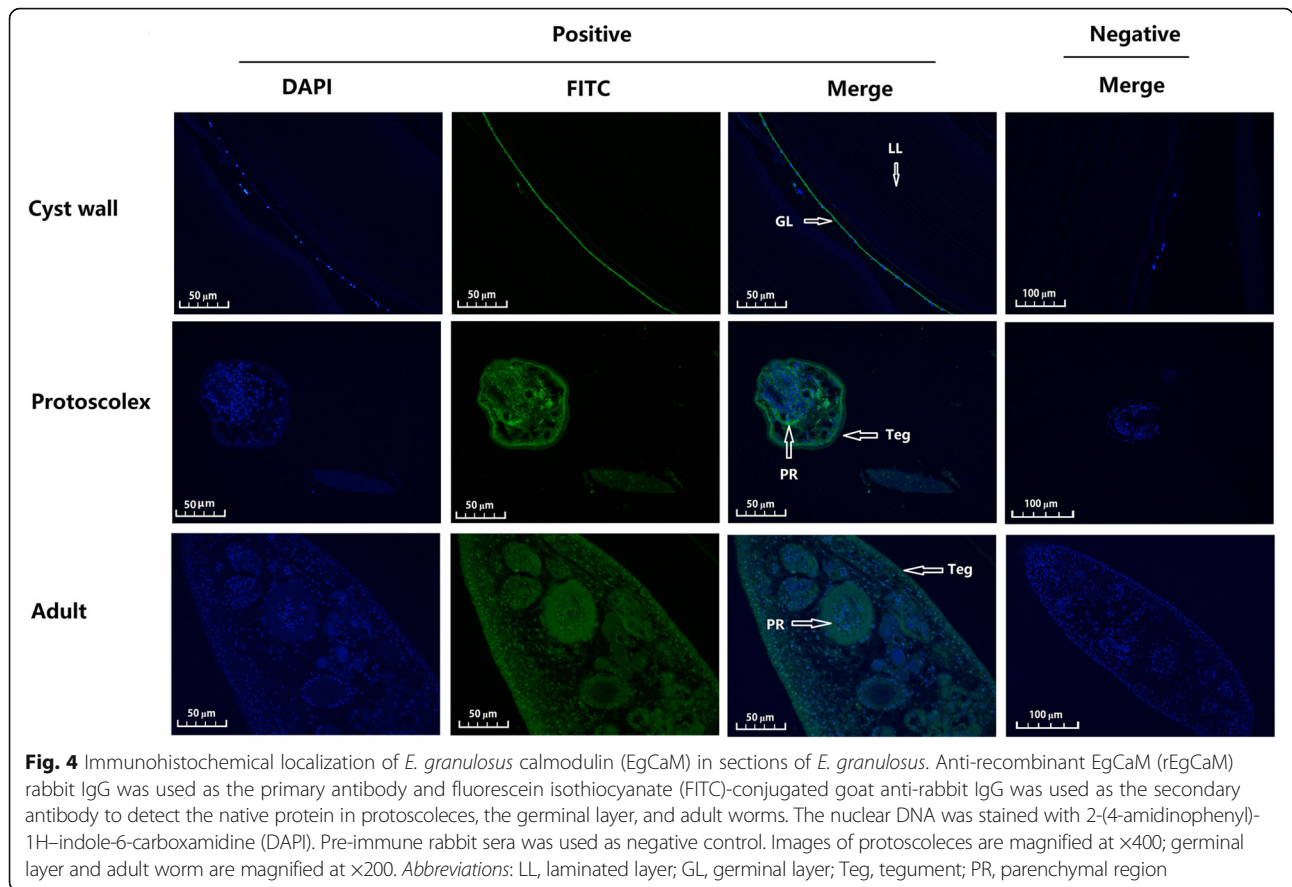 Positive
Negative
DAPI
FITC
Merge
Merge
Cyst wall
LL
GL
50 µm
50 µm
50 µm
100 µm
Protoscolex
Teg
PR
50 µm
50 µm
50 µm
100 µm
Adult
Teg
PR
50 µm
50 µm
50 µm
100 µm
Fig. 4 Immunohistochemical localization of E. granulosus calmodulin (EgCaM) in sections of E. granulosus. Anti-recombinant EgCaM (rEgCaM)
rabbit IgG was used as the primary antibody and fluorescein isothiocyanate (FITC)-conjugated goat anti-rabbit IgG was used as the secondary
antibody to detect the native protein in protoscoleces, the germinal layer, and adult worms. The nuclear DNA was stained with 2-(4-amidinophenyl)-
1H–indole-6-carboxamidine (DAPI). Pre-immune rabbit sera was used as negative control. Images of protoscoleces are magnified at ×400; germinal
layer and adult worm are magnified at ×200. Abbreviations: LL, laminated layer; GL, germinal layer; Teg, tegument; PR, parenchymal region